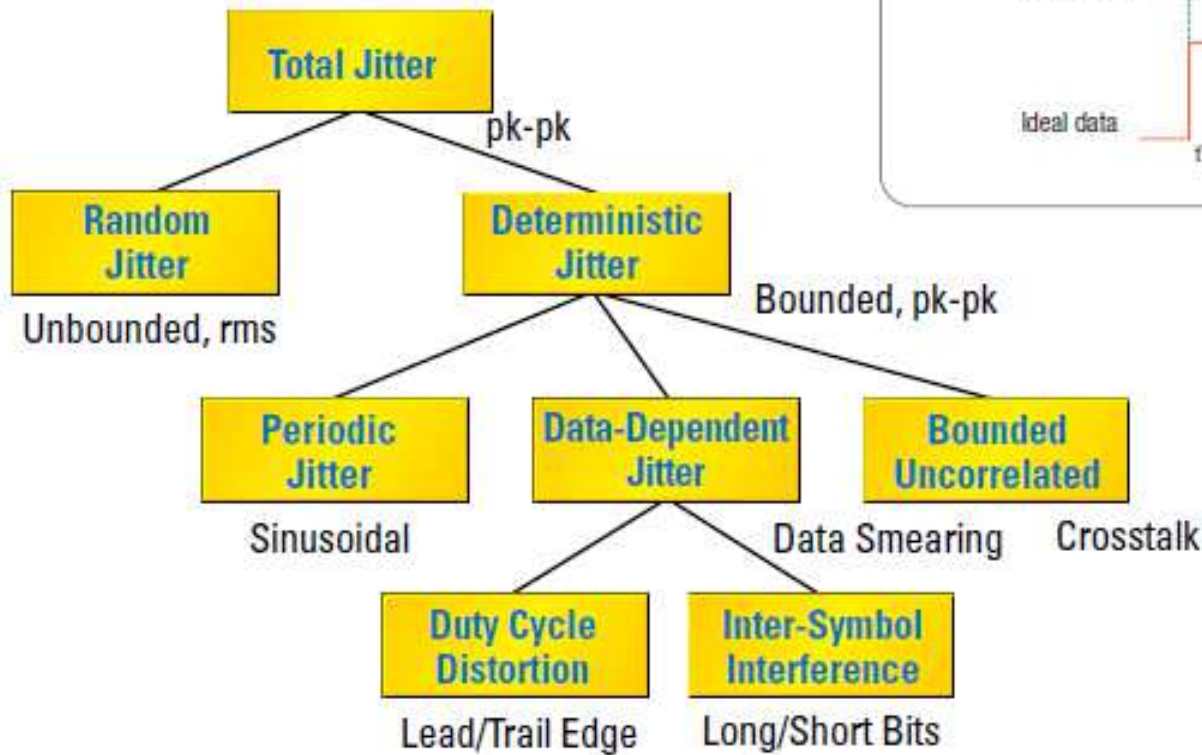 Total Jitter
pk-pk
Ideal data
Random
Jitter
Deterministic
Jitter
Unbounded, rms
Bounded, pk-pk
Periodic
Jitter
Data-Dependent
Jitter
Bounded
Uncorrelated
Sinusoidal
Data Smearing
Crosstalk
Duty Cycle
Distortion
Inter-Symbol
Interference
Lead/Trail Edge
Long/Short Bits